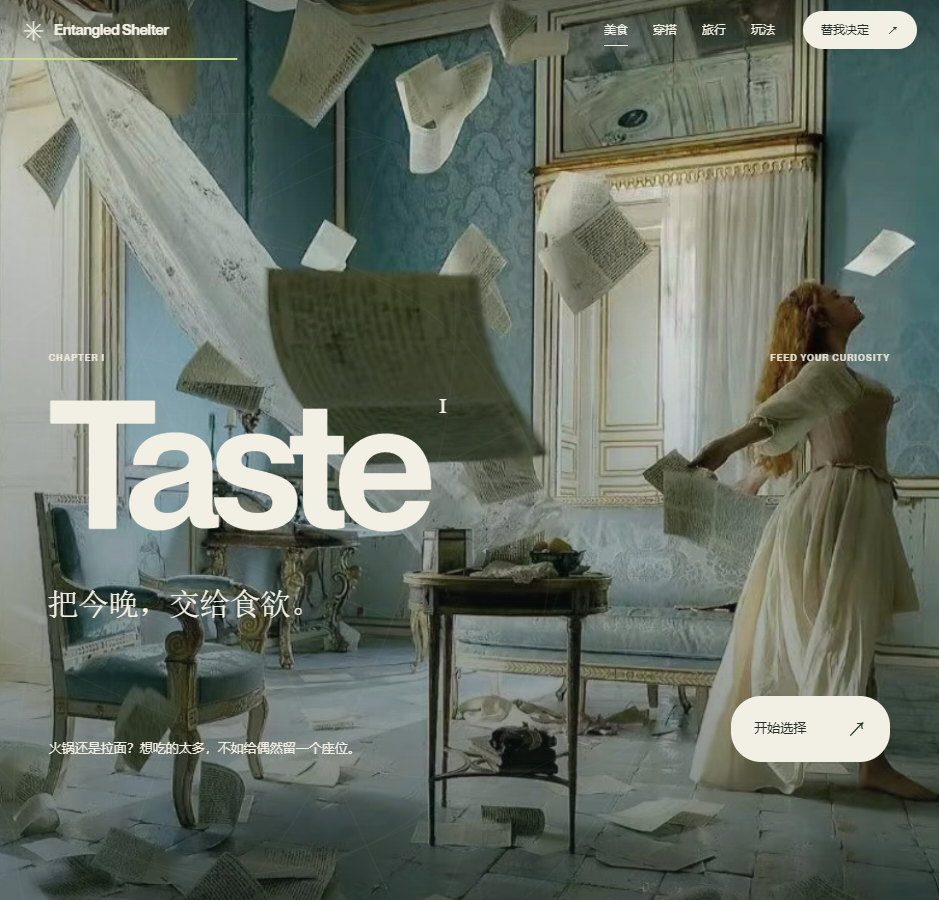 Entangled Shelter
美食 穿搭 旅行 玩法 替我决定 ↗
CHAPTER I
FEED YOUR CURIOSITY
Taste I
把今晚，交给食欲。
火锅还是拉面？想吃的太多，不如给偶然留一个座位。
开始选择 ↗